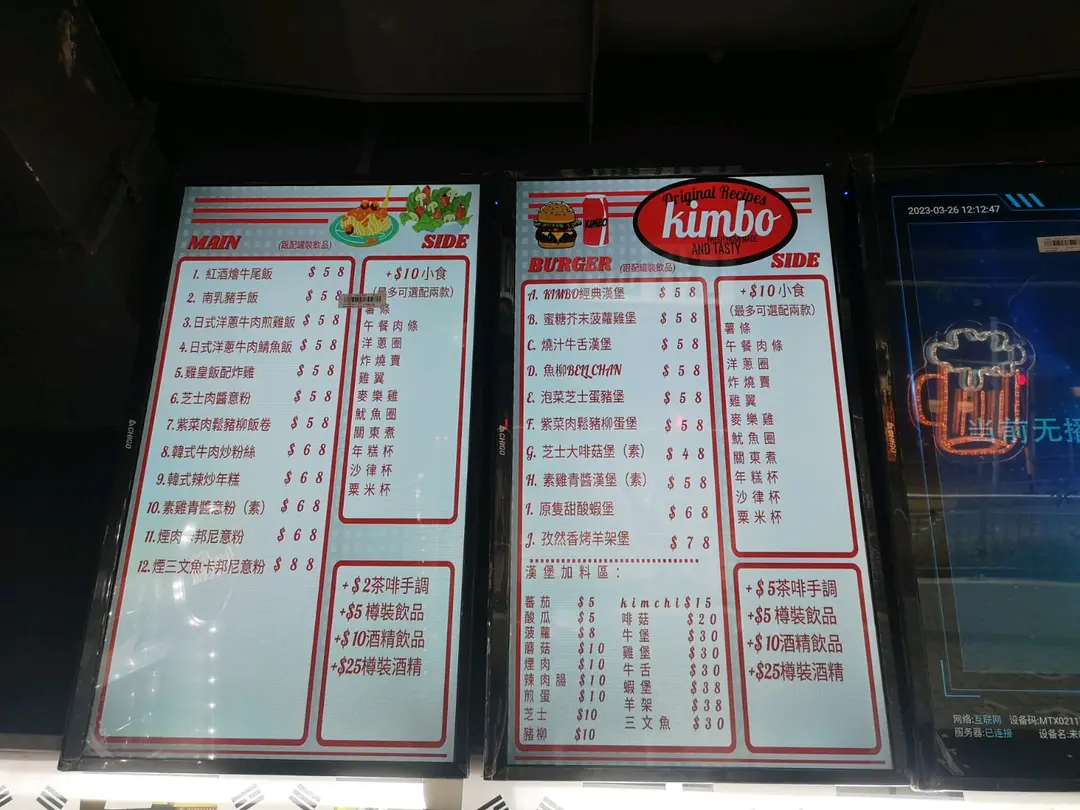 MAIN
(跟配罐裝飲品)
SIDE
1. 紅酒燴牛尾飯 $58
2. 南乳豬手飯 $58
3.日式洋蔥牛肉煎雞飯 $58
4.日式洋蔥牛肉鯖魚飯 $58
5.雞皇飯配炸雞 $58
6.芝士肉醬意粉 $58
7.紫菜肉鬆豬柳飯卷 $58
8.韓式牛肉炒粉絲 $68
9.韓式辣炒年糕 $68
10.素雞青醬意粉（素） $68
11.煙肉卡邦尼意粉 $68
12.煙三文魚卡邦尼意粉 $88
+$10小食
(最多可選配兩款)
薯條
午餐肉條
洋蔥圈
炸燒賣
雞翼
麥樂雞
魷魚圈
關東煮
年糕杯
沙律杯
粟米杯
+$2茶啡手調
+$5樽裝飲品
+$10酒精飲品
+$25樽裝酒精
CHIGO
Original Recipes
kimbo
AND TASTY
KIMBO
BURGER
(跟配罐裝飲品)
SIDE
A. KIMBO經典漢堡 $58
B. 蜜糖芥末菠蘿雞堡 $58
C. 燒汁牛舌漢堡 $58
D. 魚柳BELL CHAN $58
E. 泡菜芝士蛋豬堡 $58
F. 紫菜肉鬆豬柳蛋堡 $58
G. 芝士大啡菇堡（素） $48
H. 素雞青醬漢堡（素） $58
I. 原隻甜酸蝦堡 $68
J. 孜然香烤羊架堡 $78
漢堡加料區：
蕃茄 $5
酸瓜 $5
菠蘿 $8
蘑菇 $10
煙肉 $10
辣肉腸 $10
煎蛋 $10
芝士 $10
豬柳 $10
kimchi $15
啡菇 $20
牛堡 $30
雞堡 $30
牛舌 $30
蝦堡 $38
羊架 $38
三文魚 $30
+$10小食
(最多可選配兩款)
薯條
午餐肉條
洋蔥圈
炸燒賣
雞翼
麥樂雞
魷魚圈
關東煮
年糕杯
沙律杯
粟米杯
+$5茶啡手調
+$5樽裝飲品
+$10酒精飲品
+$25樽裝酒精
CHIGO
2023-03-26 12:12:47
当前无播
网络:互联网 设备码:MTX0211
服务器:已连接 设备名:未